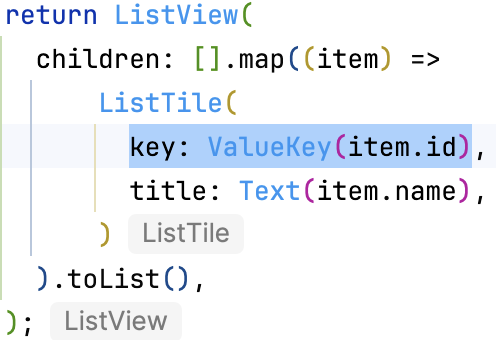 return ListView(
children: [].map((item) =>
ListTile(
key: ValueKey(item.id),
title: Text(item.name),
) ListTile
).toList(),
); ListView